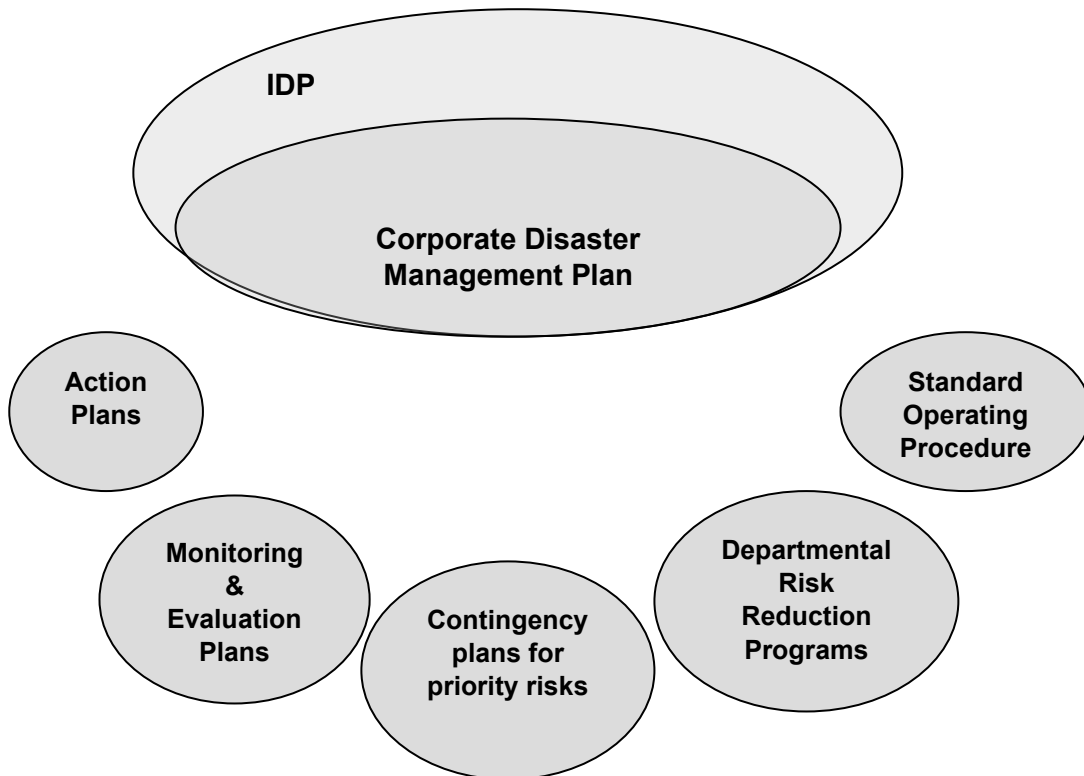 IDP
Corporate Disaster
Management Plan
Action
Plans
Standard
Operating
Procedure
Monitoring
&
Evaluation
Plans
Contingency
plans for
priority risks
Departmental
Risk
Reduction
Programs